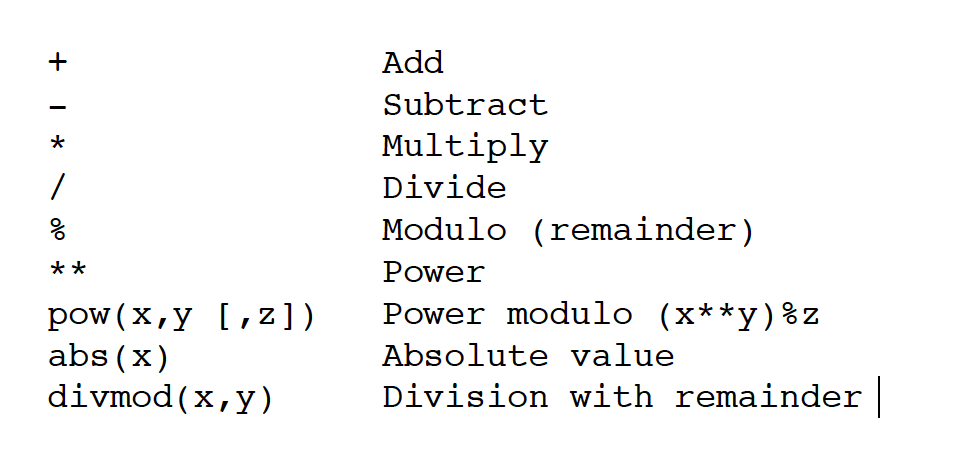 + Add
- Subtract
* Multiply
/ Divide
% Modulo (remainder)
** Power
pow(x,y [,z]) Power modulo (x**y)%z
abs(x) Absolute value
divmod(x,y) Division with remainder